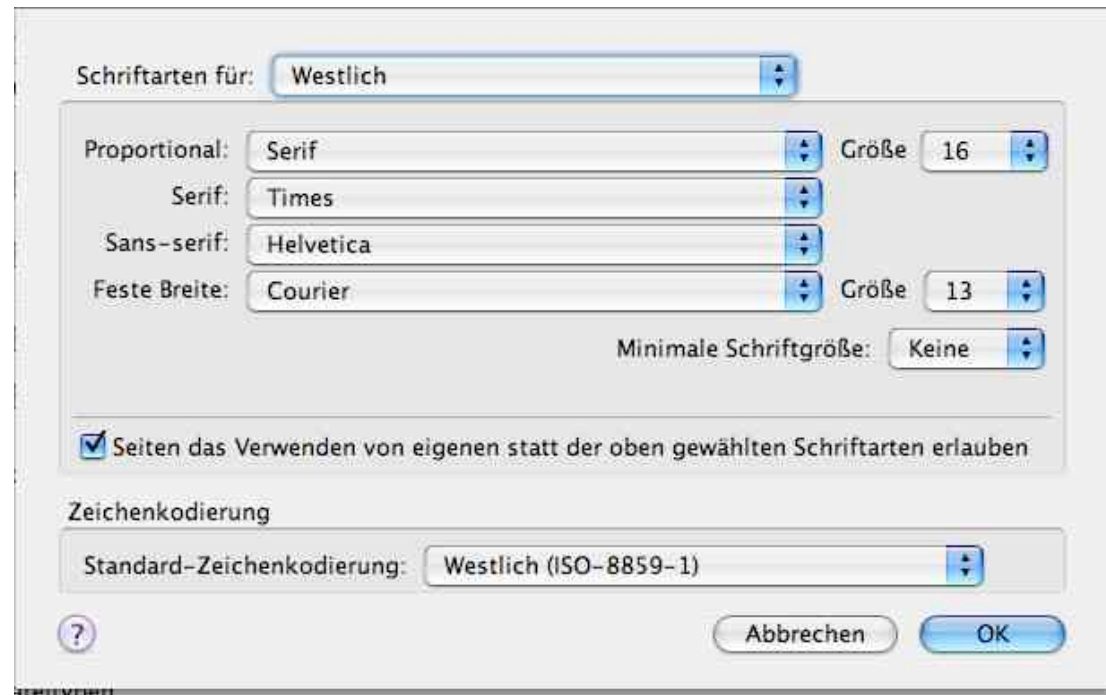 Schriftarten für: Westlich
Proportional: Serif Größe 16
Serif: Times
Sans-serif: Helvetica
Feste Breite: Courier Größe 13
Minimale Schriftgröße: Keine
Seiten das Verwenden von eigenen statt der oben gewählten Schriftarten erlauben
Zeichenkodierung
Standard-Zeichenkodierung: Westlich (ISO-8859-1)
? Abbrechen OK